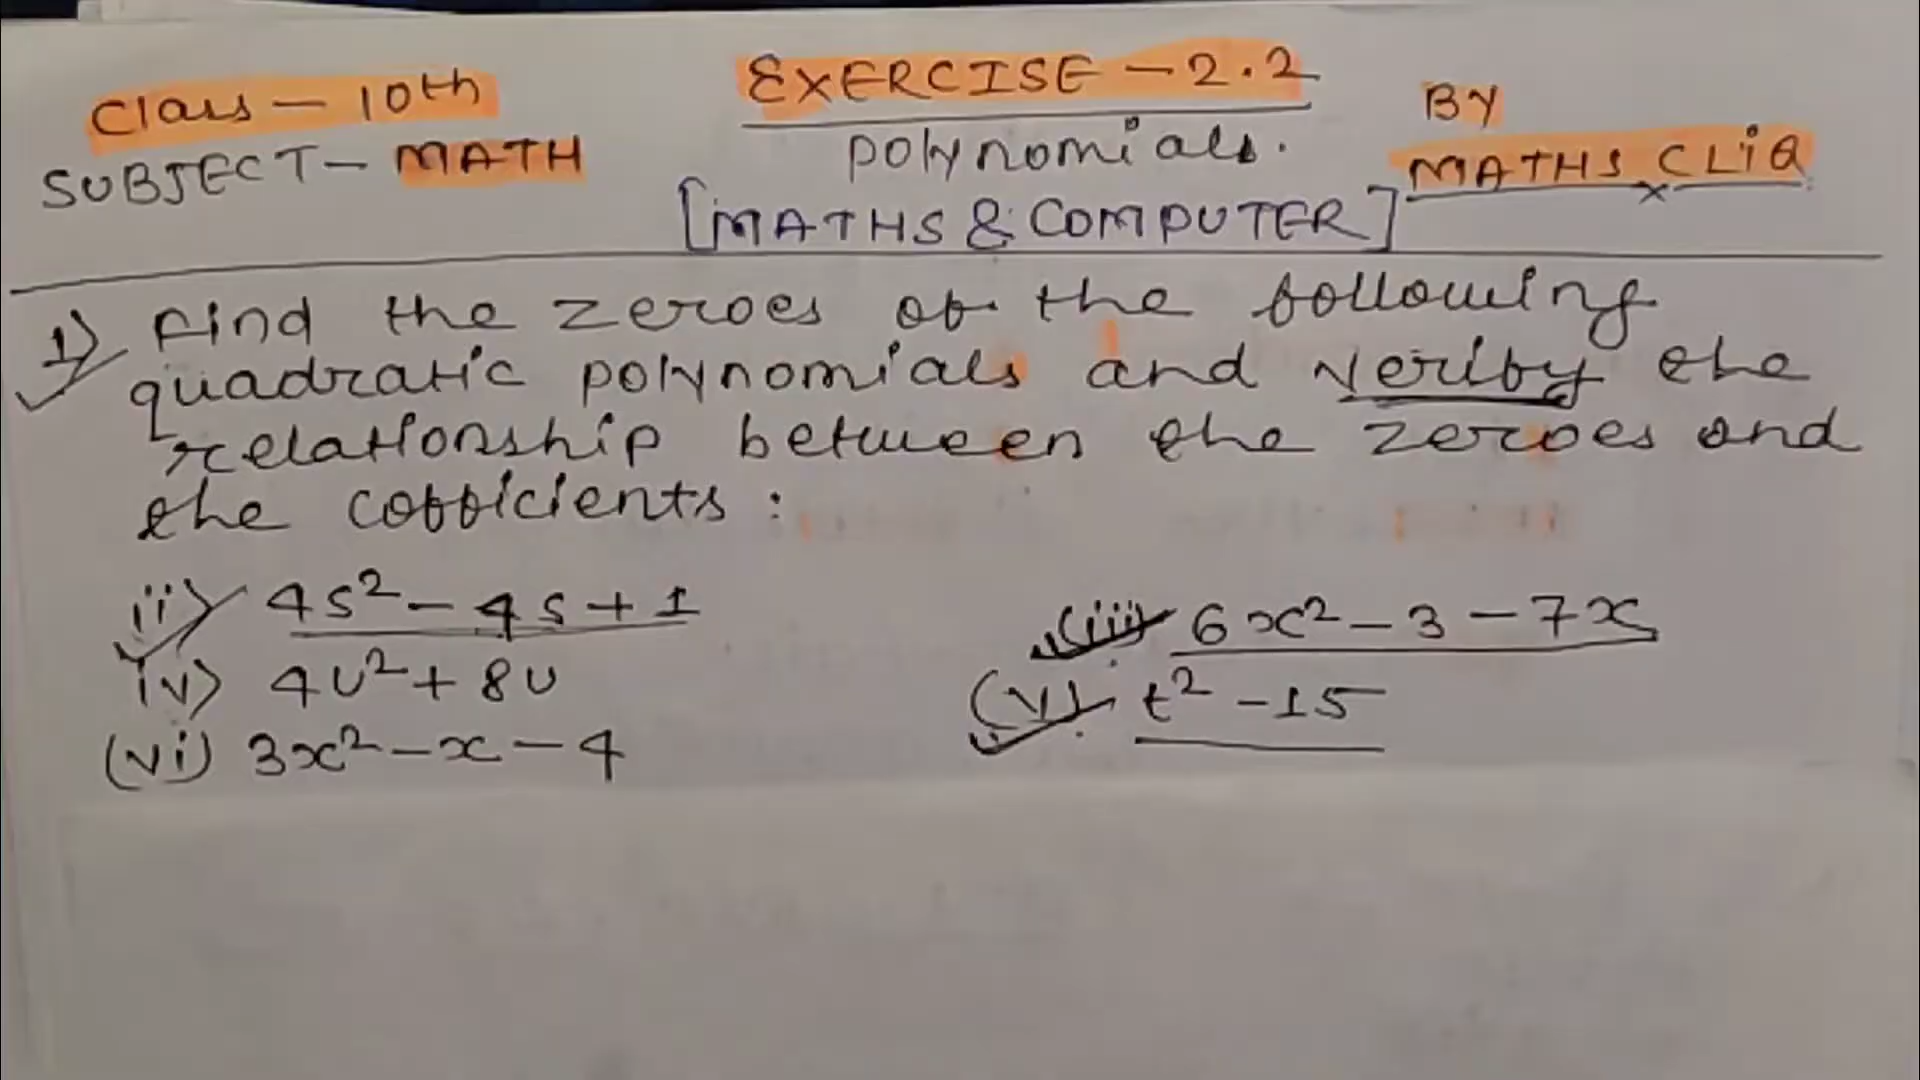 Class - 10th
SUBJECT - MATH
EXERCISE - 2.2
polynomials.
[MATHS & COMPUTER]
BY
MATHS CLiQ
1) Find the zeroes of the following
quadratic polynomials and verify the
relationship between the zeroes and
the cofficients :
ii) 4s² - 4s + 1
(iii) 6x² - 3 - 7x
iv) 4u² + 8u
(v) t² - 15
(vi) 3x² - x - 4